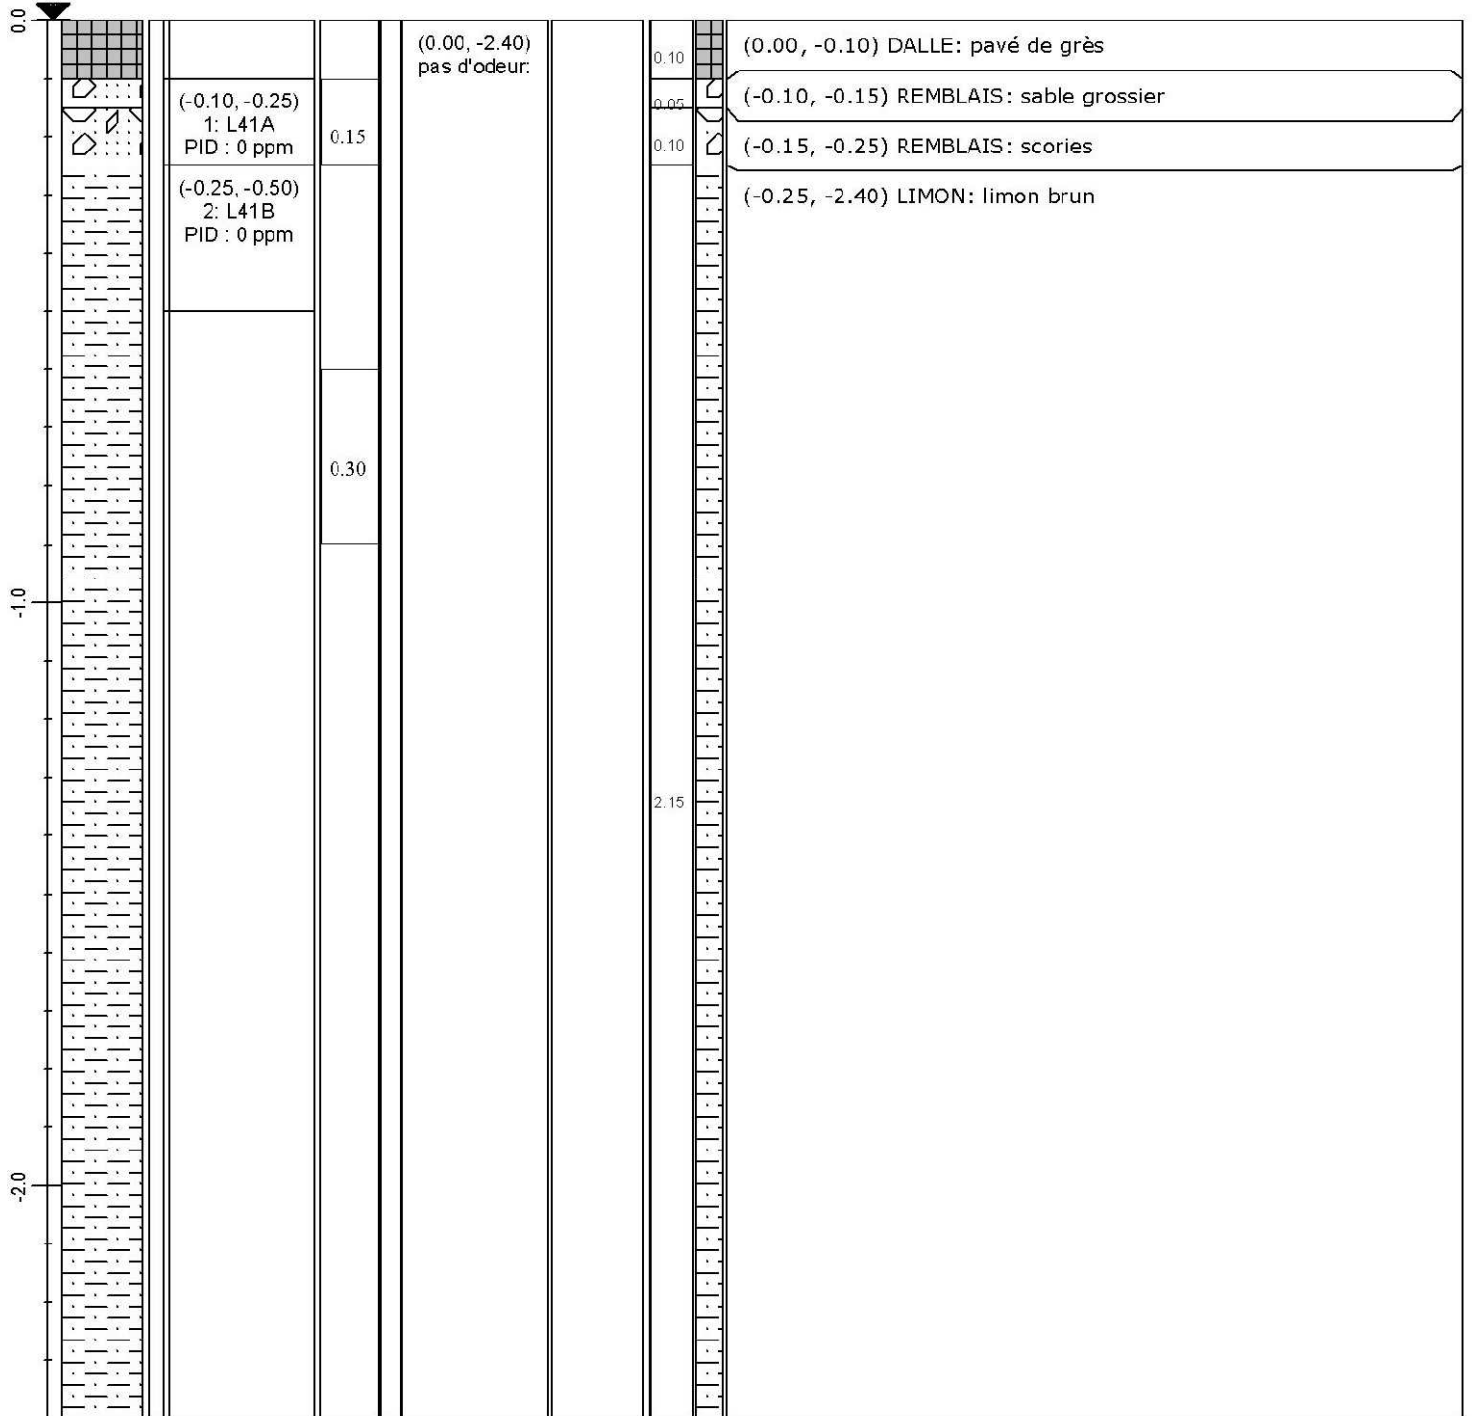 0.0
(0.00, -2.40)
pas d'odeur:
0.10
(0.00, -0.10) DALLE: pavé de grès
(-0.10, -0.25)
1: L41A
PID : 0 ppm
0.15
0.05
(-0.10, -0.15) REMBLAIS: sable grossier
0.10
(-0.15, -0.25) REMBLAIS: scories
(-0.25, -0.50)
2: L41B
PID : 0 ppm
(-0.25, -2.40) LIMON: limon brun
0.30
-1.0
2.15
-2.0